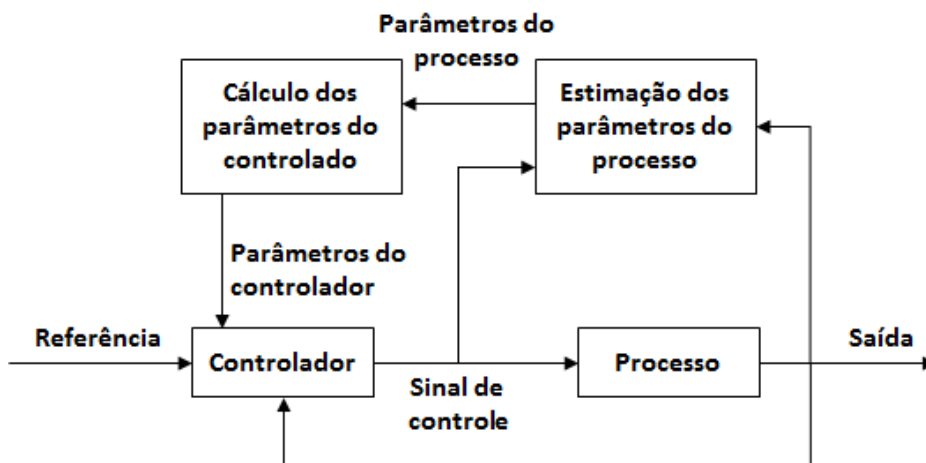 Parâmetros do
processo
Cálculo dos
parâmetros do
controlado
Estimação dos
parâmetros do
processo
Parâmetros do
controlador
Referência
Controlador
Sinal de
controle
Processo
Saída